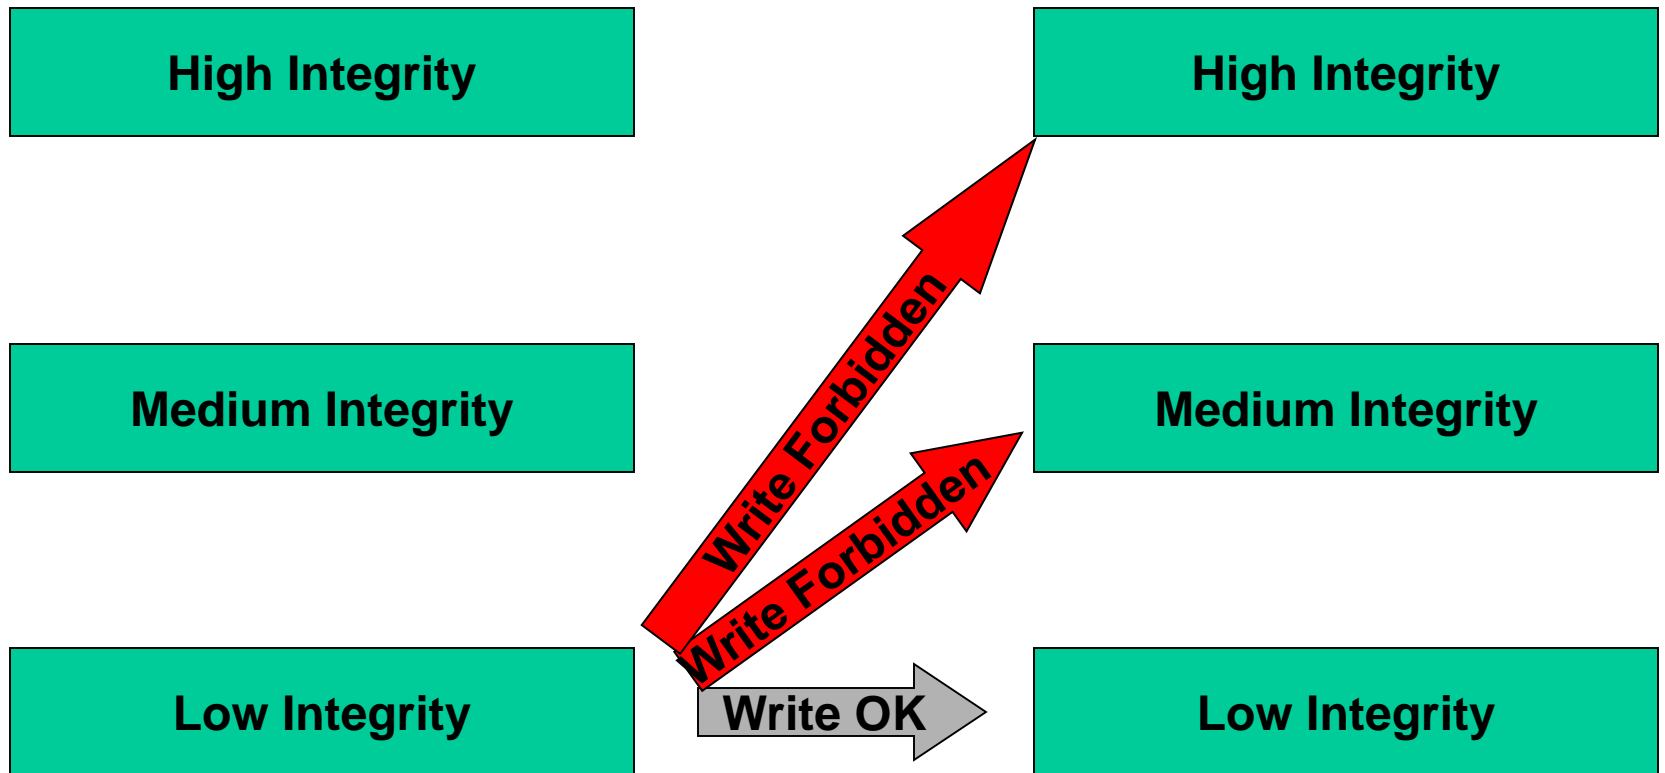 High Integrity
High Integrity
Write Forbidden
Medium Integrity
Medium Integrity
Write Forbidden
Low Integrity
Write OK
Low Integrity